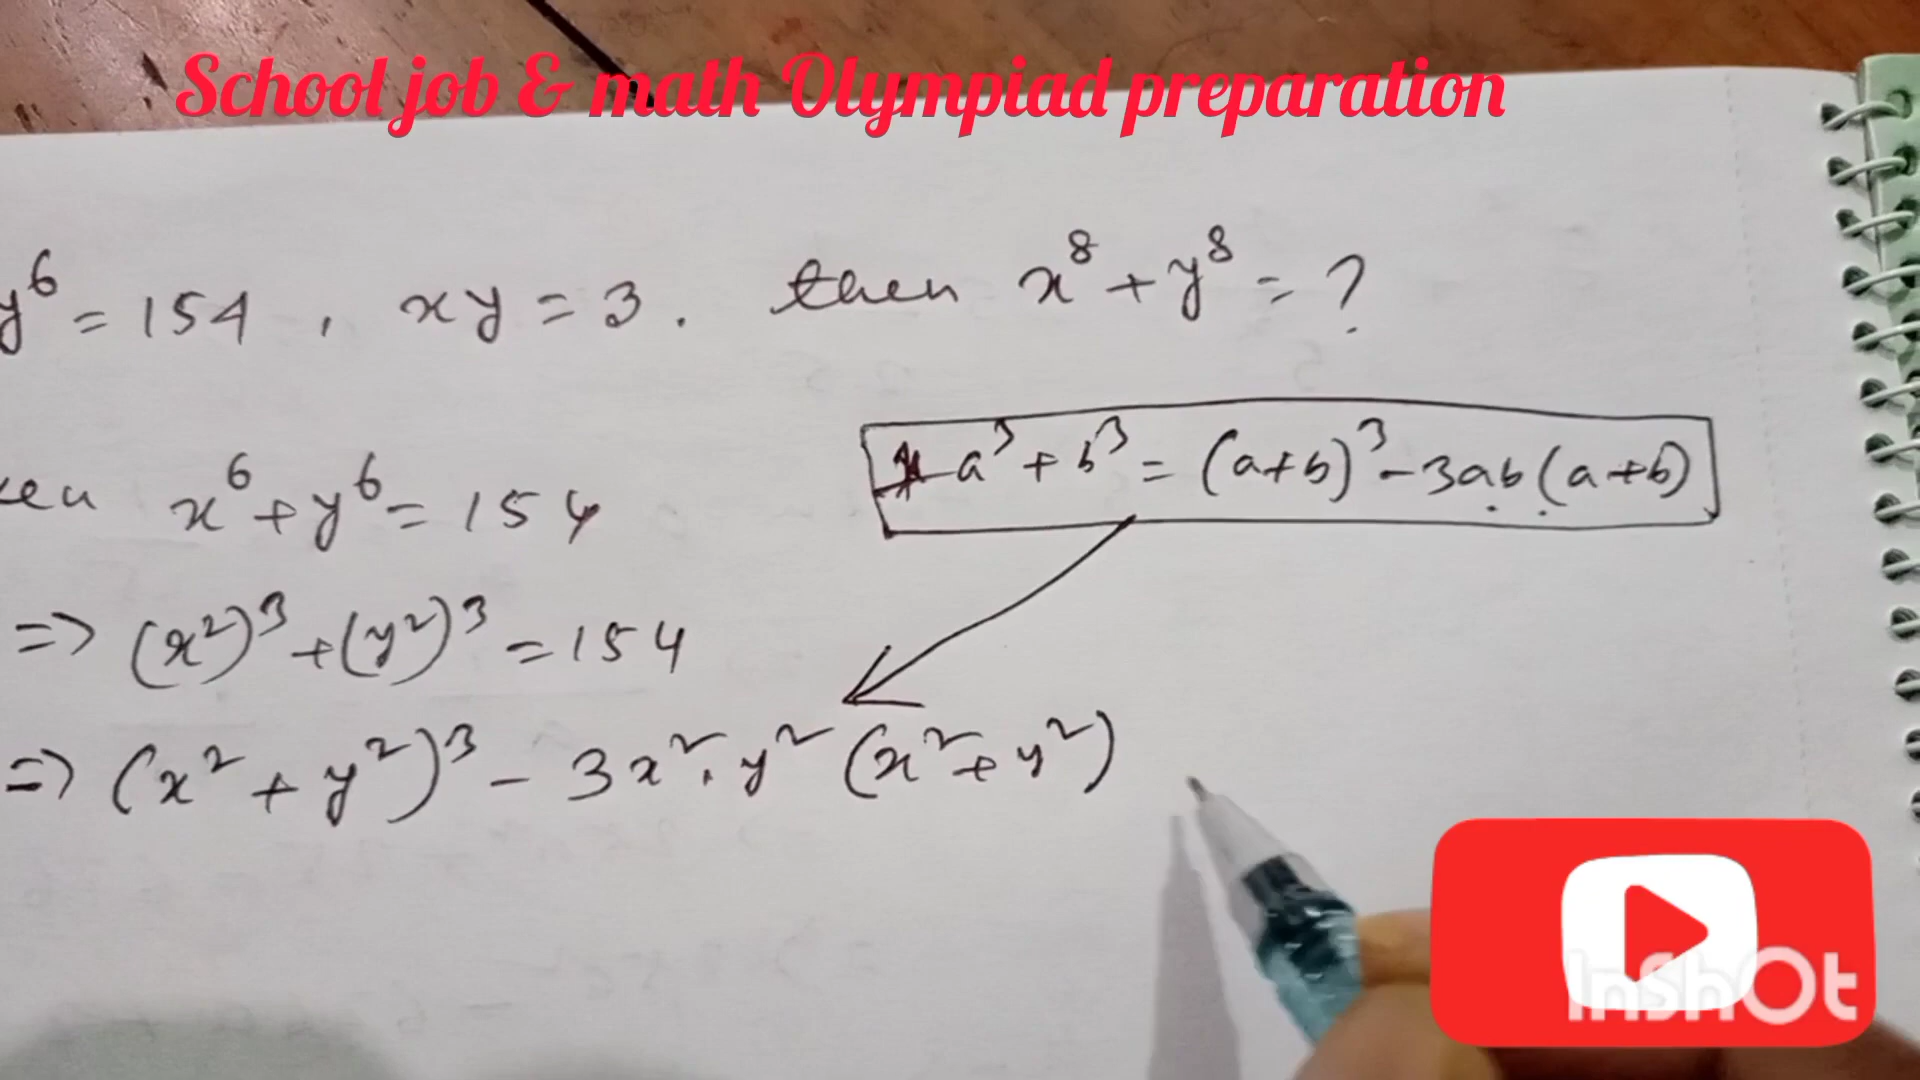 School job & math Olympiad preparation
y⁶ = 154 , xy = 3 . then x⁸ + y⁸ = ?
a³ + b³ = (a+b)³ - 3ab (a+b)
x⁶ + y⁶ = 154
=> (x²)³ + (y²)³ = 154
=> (x² + y²)³ - 3x² . y² (x² + y²)
InShOt